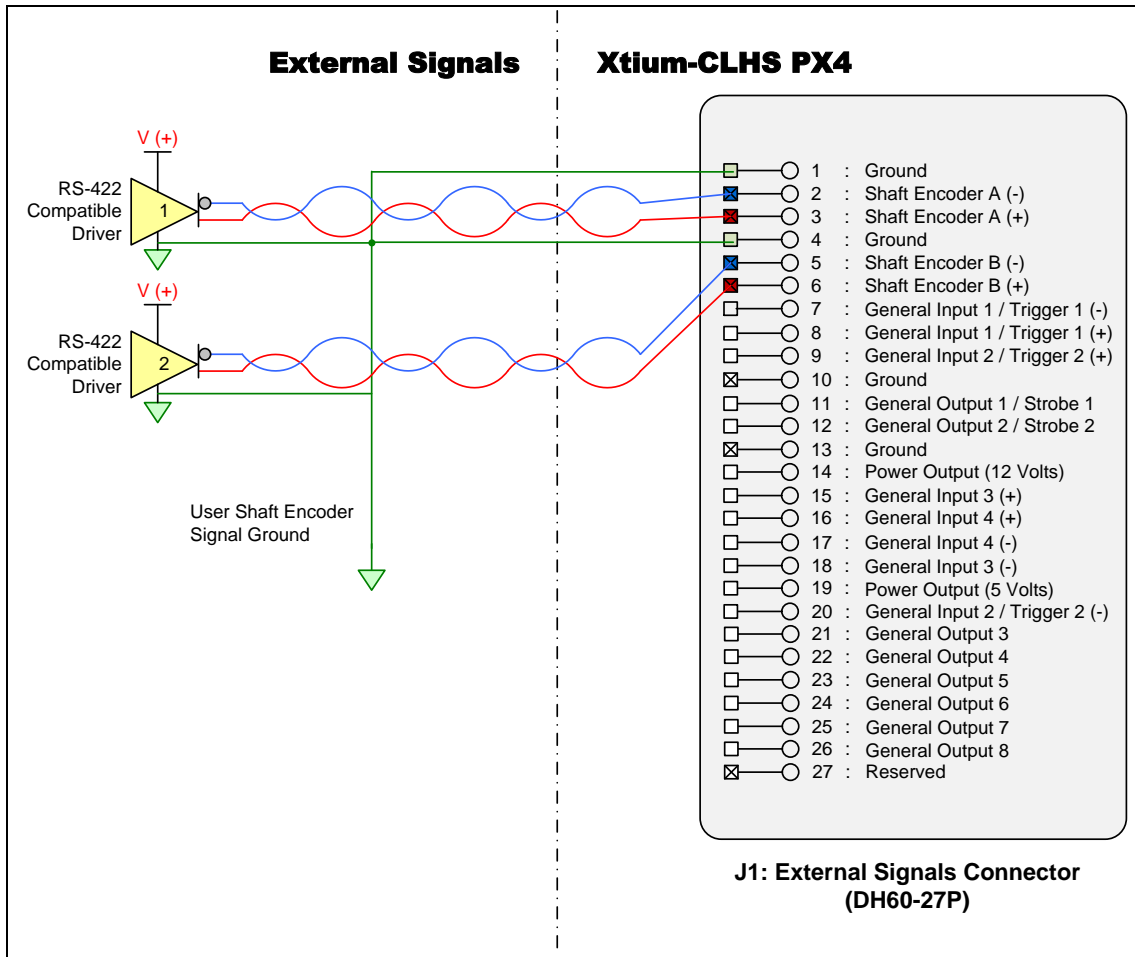 External Signals
Xtium-CLHS PX4
V (+)
RS-422
Compatible
Driver
1
V (+)
RS-422
Compatible
Driver
2
User Shaft Encoder
Signal Ground
1 : Ground
2 : Shaft Encoder A (-)
3 : Shaft Encoder A (+)
4 : Ground
5 : Shaft Encoder B (-)
6 : Shaft Encoder B (+)
7 : General Input 1 / Trigger 1 (-)
8 : General Input 1 / Trigger 1 (+)
9 : General Input 2 / Trigger 2 (+)
10 : Ground
11 : General Output 1 / Strobe 1
12 : General Output 2 / Strobe 2
13 : Ground
14 : Power Output (12 Volts)
15 : General Input 3 (+)
16 : General Input 4 (+)
17 : General Input 4 (-)
18 : General Input 3 (-)
19 : Power Output (5 Volts)
20 : General Input 2 / Trigger 2 (-)
21 : General Output 3
22 : General Output 4
23 : General Output 5
24 : General Output 6
25 : General Output 7
26 : General Output 8
27 : Reserved
J1: External Signals Connector
(DH60-27P)